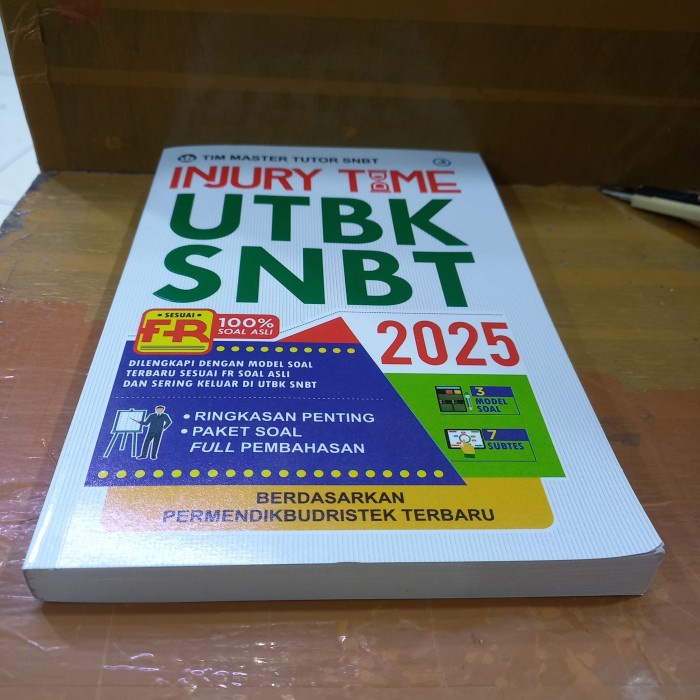 TIM MASTER TUTOR SNBT
INJURY TIME
UTBK
SNBT
2025
• SESUAI •
FR
100%
SOAL ASLI
DILENGKAPI DENGAN MODEL SOAL
TERBARU SESUAI FR SOAL ASLI
DAN SERING KELUAR DI UTBK SNBT
• RINGKASAN PENTING
• PAKET SOAL
FULL PEMBAHASAN
3
MODEL
SOAL
7
SUBTES
BERDASARKAN
PERMENDIKBUDRISTEK TERBARU